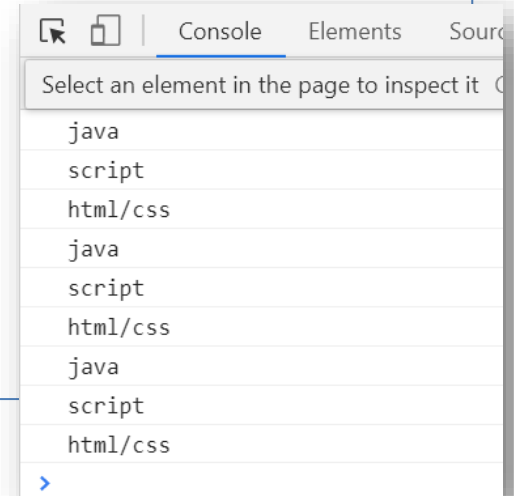 Console Elements
Select an element in the page to inspect it
java
script
html/css
java
script
html/css
java
script
html/css